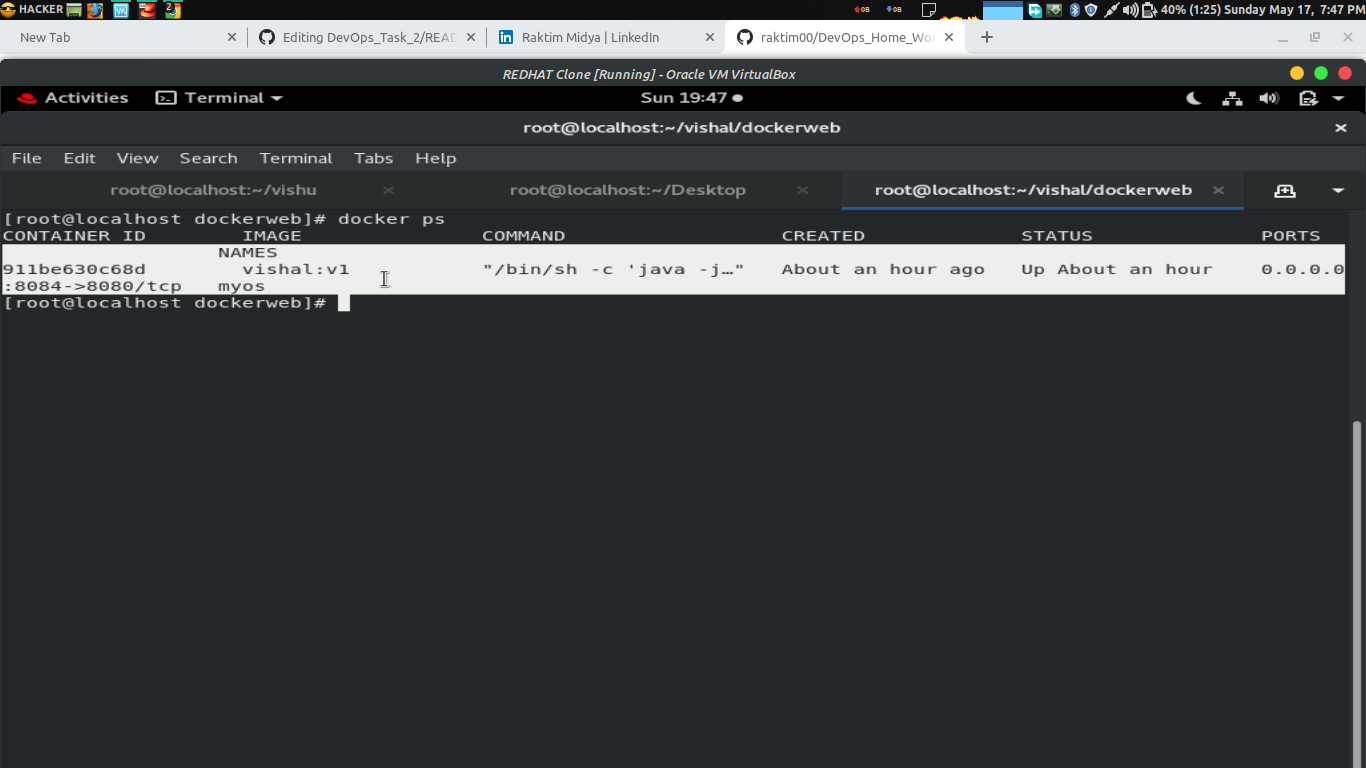 HACKER 0B 0B 40% (1:25) Sunday May 17, 7:47 PM
New Tab Editing DevOps_Task_2/READ Raktim Midya | LinkedIn raktim00/DevOps_Home_Wo
REDHAT Clone [Running] - Oracle VM VirtualBox
Activities Terminal Sun 19:47
root@localhost:~/vishal/dockerweb
File Edit View Search Terminal Tabs Help
root@localhost:~/vishu root@localhost:~/Desktop root@localhost:~/vishal/dockerweb
[root@localhost dockerweb]# docker ps
CONTAINER ID IMAGE COMMAND CREATED STATUS PORTS
NAMES
911be630c68d vishal:v1 "/bin/sh -c 'java -j…" About an hour ago Up About an hour 0.0.0.0
:8084->8080/tcp myos
[root@localhost dockerweb]#